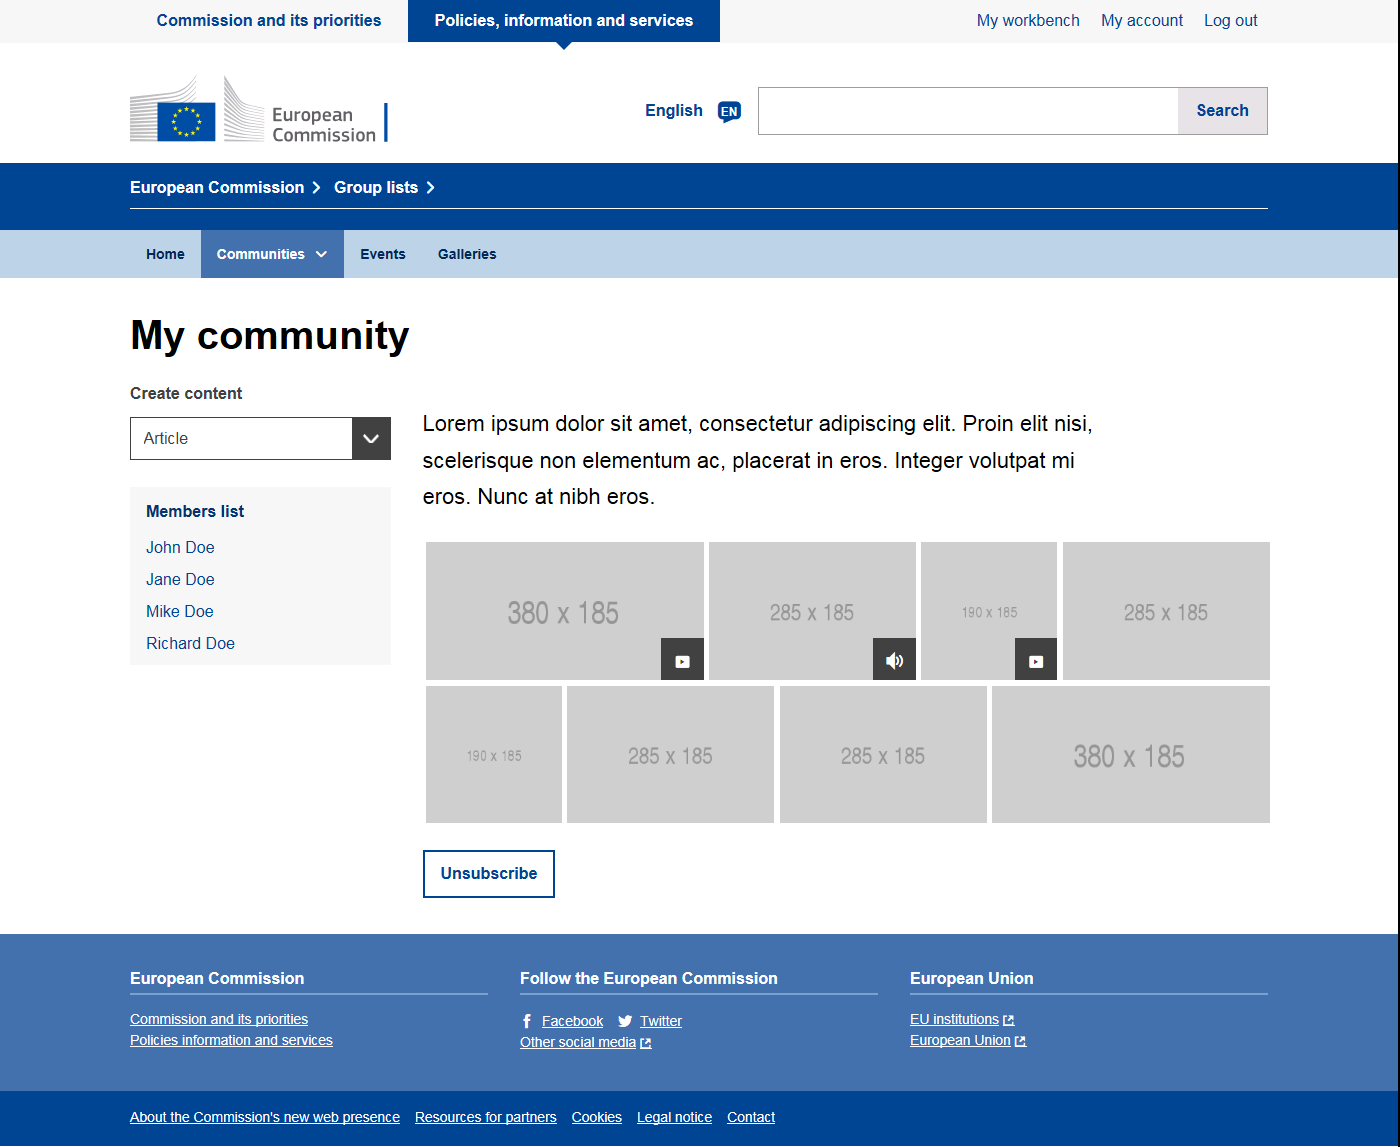 Commission and its priorities
Policies, information and services
My workbench
My account
Log out
European
Commission
English
EN
Search
European Commission
Group lists
Home
Communities
Events
Galleries
My community
Create content
Article
Members list
John Doe
Jane Doe
Mike Doe
Richard Doe
Lorem ipsum dolor sit amet, consectetur adipiscing elit. Proin elit nisi,
scelerisque non elementum ac, placerat in eros. Integer volutpat mi
eros. Nunc at nibh eros.
380 x 185
285 x 185
190 x 185
285 x 185
190 x 185
285 x 185
285 x 185
380 x 185
Unsubscribe
European Commission
Commission and its priorities
Policies information and services
Follow the European Commission
Facebook
Twitter
Other social media
European Union
EU institutions
European Union
About the Commission's new web presence
Resources for partners
Cookies
Legal notice
Contact